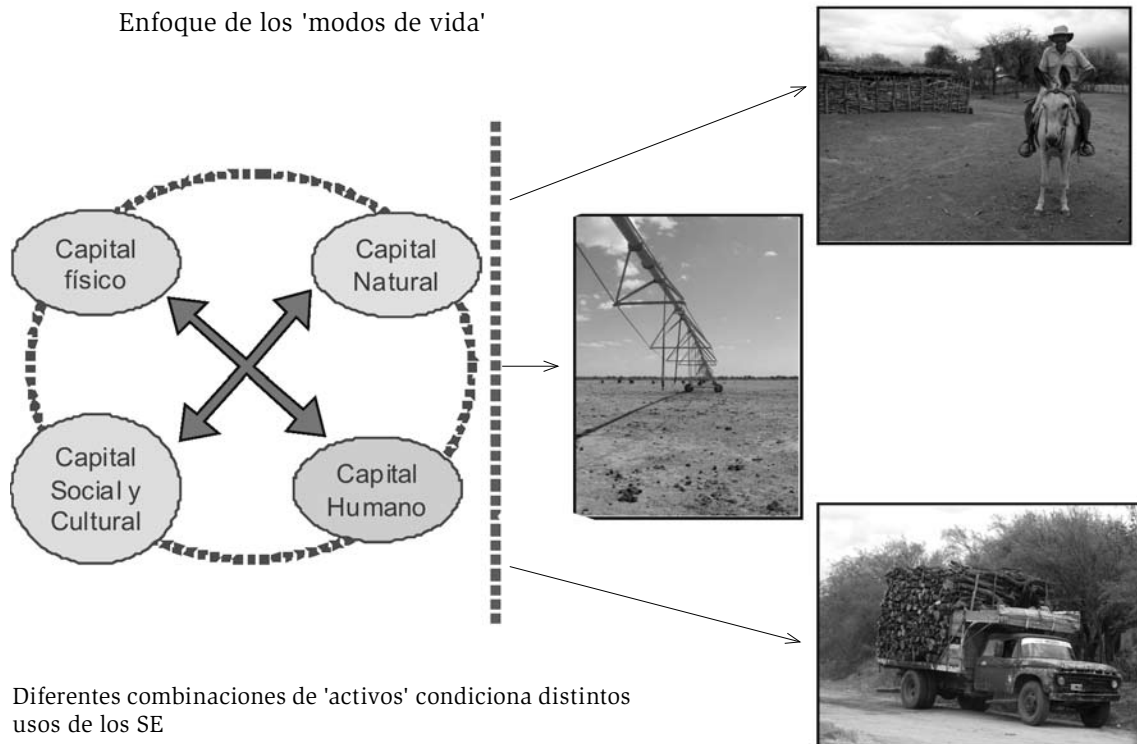 Enfoque de los 'modos de vida'
Capital
físico
Capital
Natural
Capital
Social y
Cultural
Capital
Humano
Diferentes combinaciones de 'activos' condiciona distintos
usos de los SE